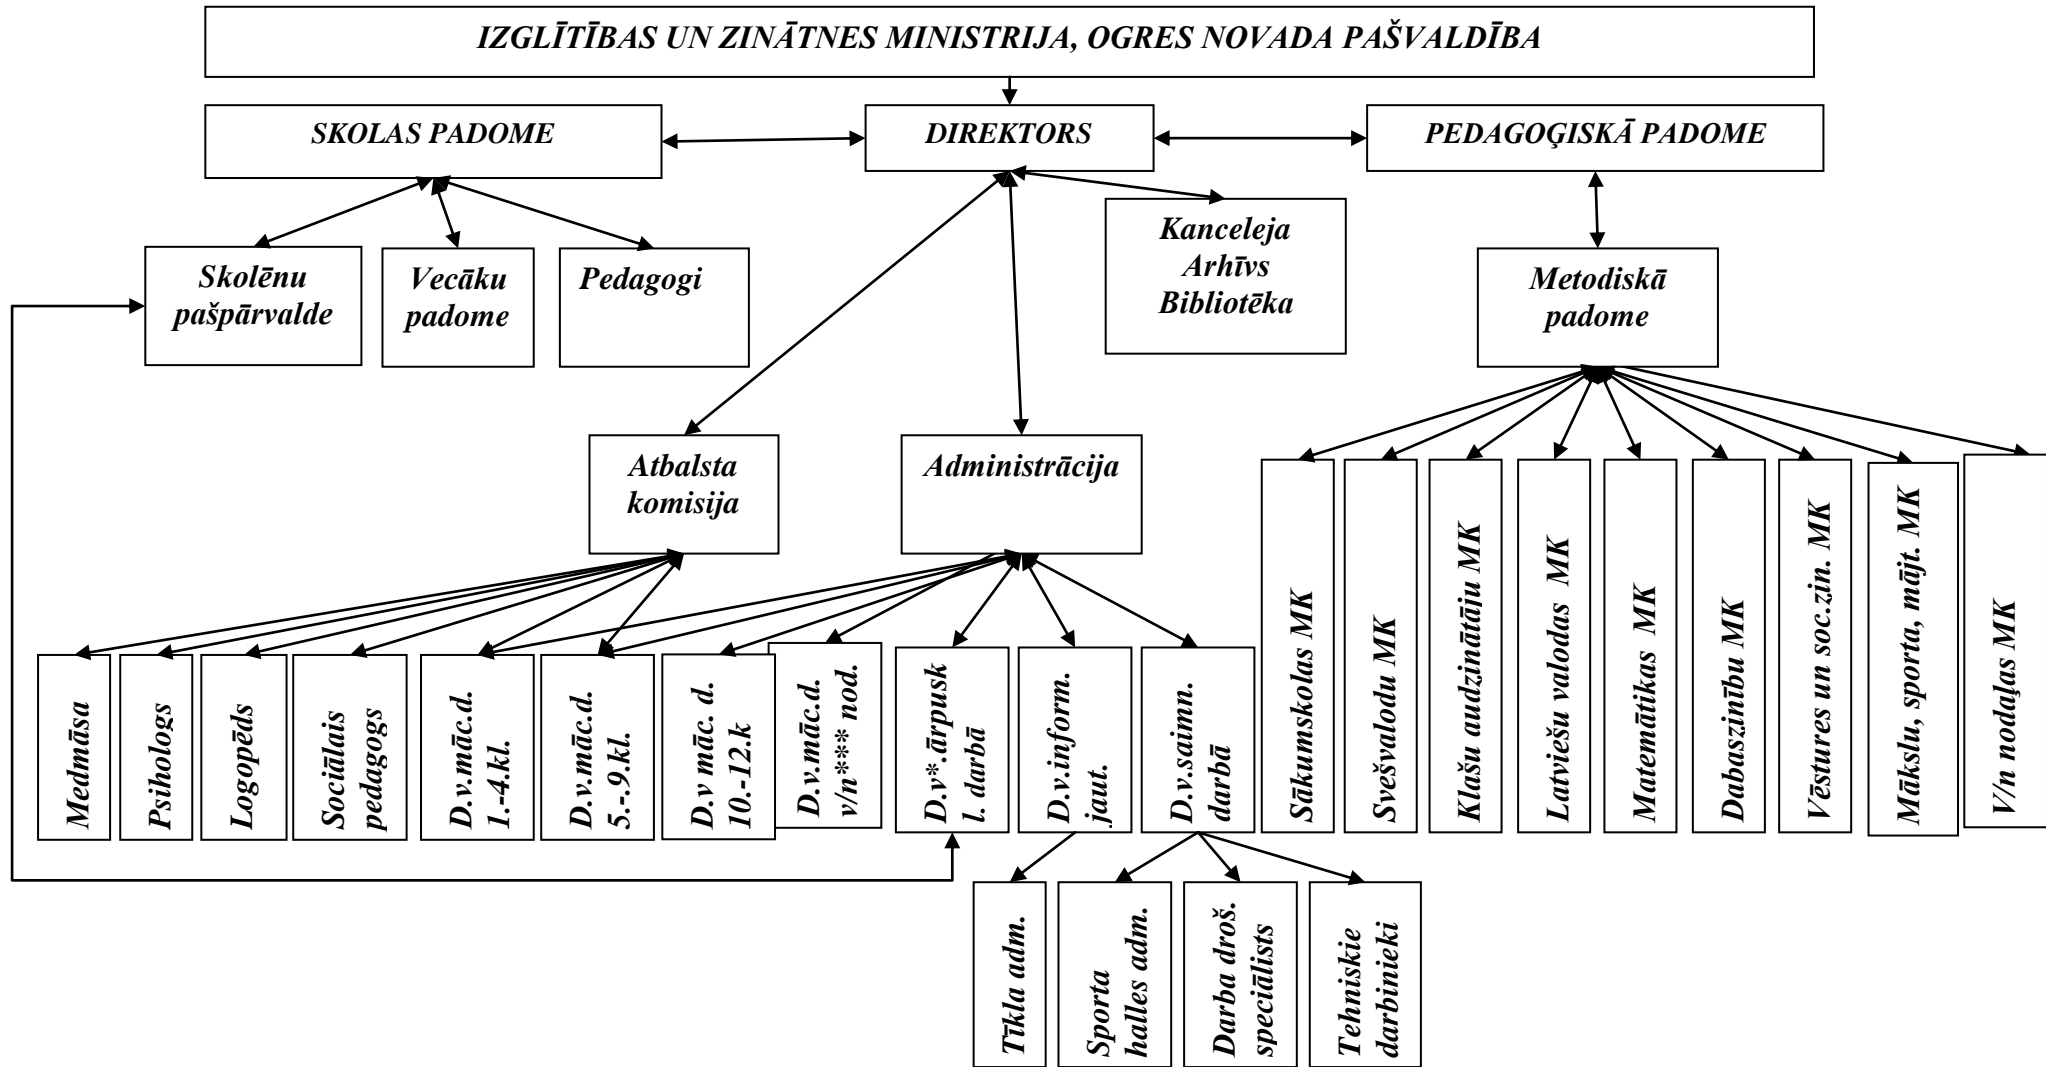 IZGLĪTĪBAS UN ZINĀTNES MINISTRIJA, OGRES NOVADA PAŠVALDĪBA
SKOLAS PADOME
DIREKTORS
PEDAGOĢISKĀ PADOME
Skolēnu
pašpārvalde
Vecāku
padome
Pedagogi
Kanceleja
Arhīvs
Bibliotēka
Metodiskā
padome
Atbalsta
komisija
Administrācija
Medmāsa
Psihologs
Logopēds
Sociālais
pedagogs
D.v.māc.d.
1.-4.kl.
D.v.māc.d.
5.-.9.kl.
D.v māc. d.
10.-12.k
D.v.māc.d.
v/n*** nod.
D.v*.ārpusk
l. darbā
D.v.inform.
jaut.
D.v.saimn.
darbā
Sākumskolas MK
Svešvalodu MK
Klašu audzinātāju MK
Latviešu valodas  MK
Matemātikas  MK
Dabaszinību MK
Vēstures un soc.zin. MK
Mākslu, sporta, mājt. MK
V/n nodaļas MK
Tīkla adm.
Sporta
halles adm.
Darba droš.
speciālists
Tehniskie
darbinieki